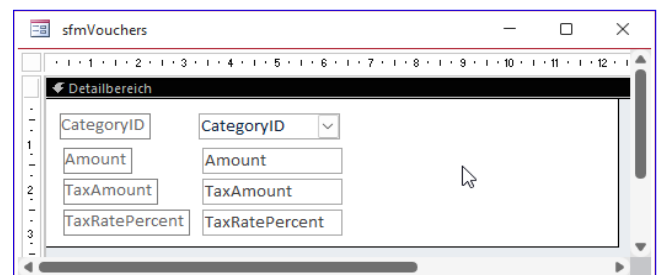 sfmVouchers
1 2 3 4 5 6 7 8 9 10 11 12
Detailbereich
CategoryID CategoryID
1
Amount Amount
2 TaxAmount TaxAmount
TaxRatePercent TaxRatePercent
3